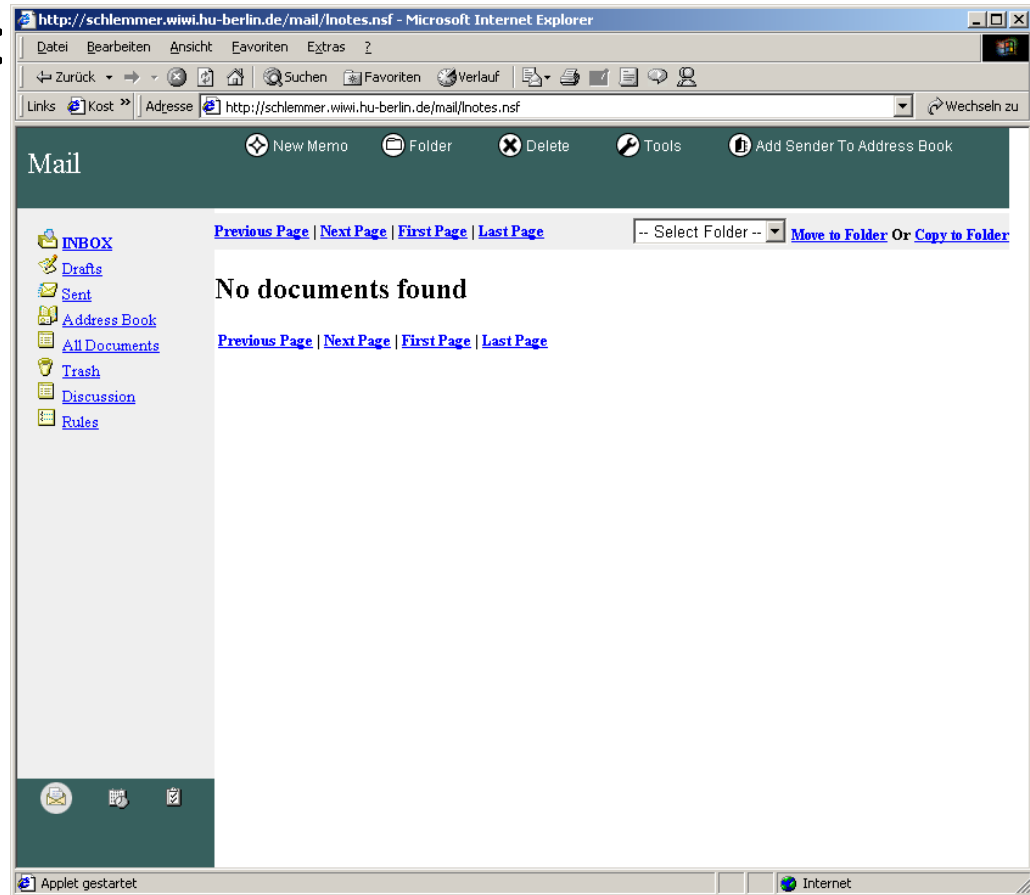 http://schlemmer.wiwi.hu-berlin.de/mail/lnotes.nsf - Microsoft Internet Explorer
Datei Bearbeiten Ansicht Favoriten Extras ?
Zurück Suchen Favoriten Verlauf
Links Kost » Adresse http://schlemmer.wiwi.hu-berlin.de/mail/lnotes.nsf Wechseln zu
Mail New Memo Folder Delete Tools Add Sender To Address Book
Previous Page | Next Page | First Page | Last Page -- Select Folder -- Move to Folder Or Copy to Folder
INBOX
Drafts
Sent
Address Book
All Documents
Trash
Discussion
Rules
No documents found
Previous Page | Next Page | First Page | Last Page
Applet gestartet Internet